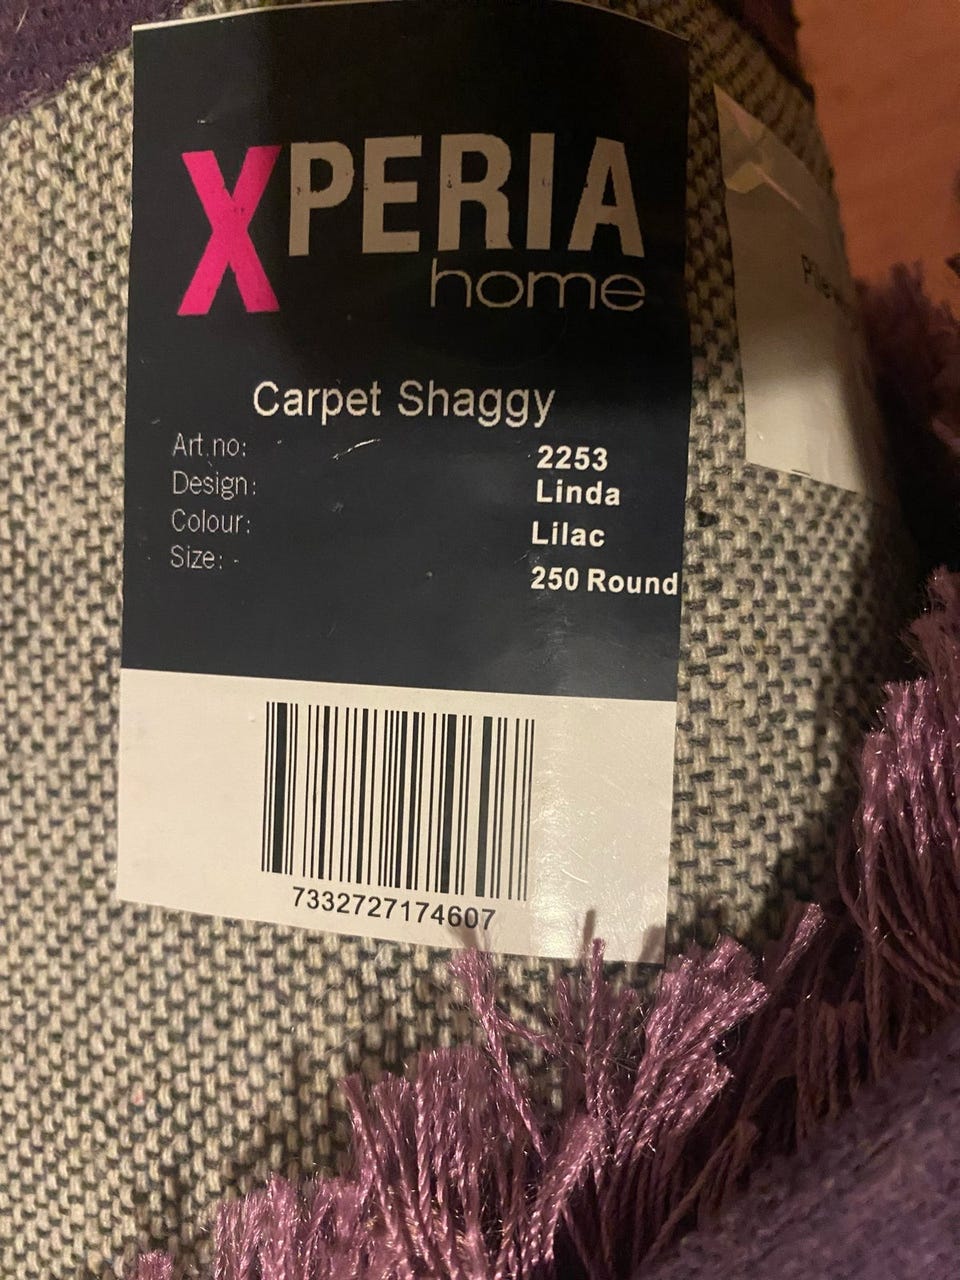 XPERIA
home
Carpet Shaggy
Art.no: 2253
Design: Linda
Colour: Lilac
Size: 250 Round
7332727174607